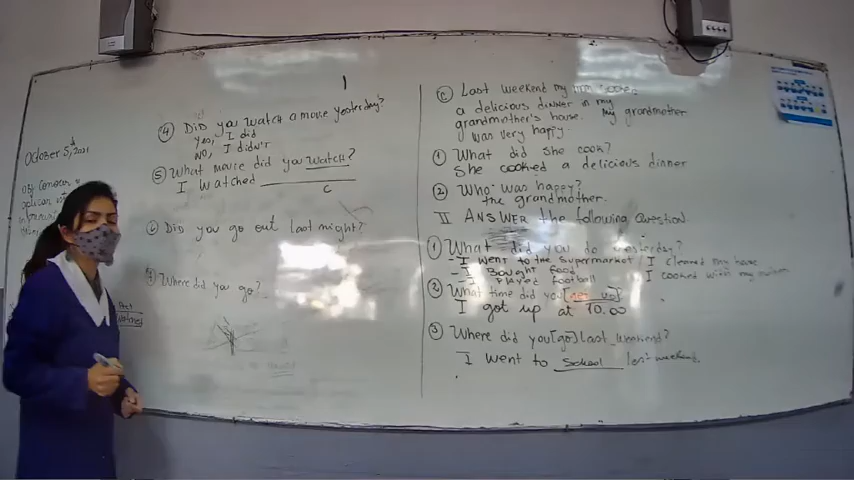 October 5, 2021
④ Did you watch a movie yesterday?
Yes, I did
No, I didn't
⑤ What movie did you watch?
I watched ________
C
⑥ Did you go out last night?
⑦ Where did you go?
Ⓒ Last weekend my mom cooked
a delicious dinner in my
grandmother's house. My grandmother
was very happy.
① What did she cook?
She cooked a delicious dinner
② Who was happy?
the grandmother.
II Answer the following question
① What did you do yesterday?
- I went to the supermarket / I cleaned my house
- I bought food
- I played football / I cooked with my
② What time did you [get up]
I got up at 10.00
③ Where did you [go] last weekend?
I went to school last weekend.